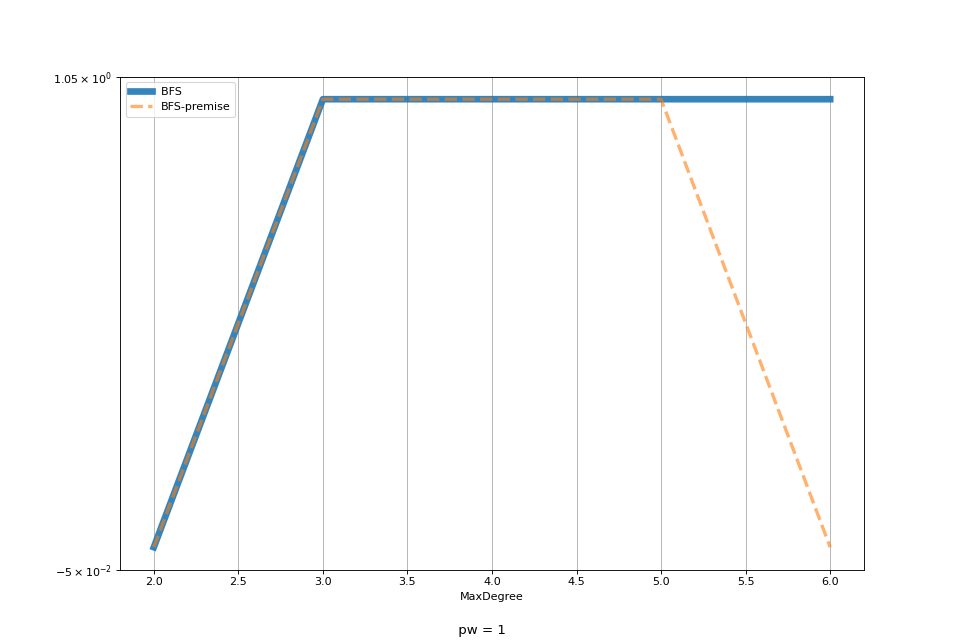 1.05 × 10⁰
BFS
BFS-premise
−5 × 10⁻²
2.0 2.5 3.0 3.5 4.0 4.5 5.0 5.5 6.0
MaxDegree
pw = 1